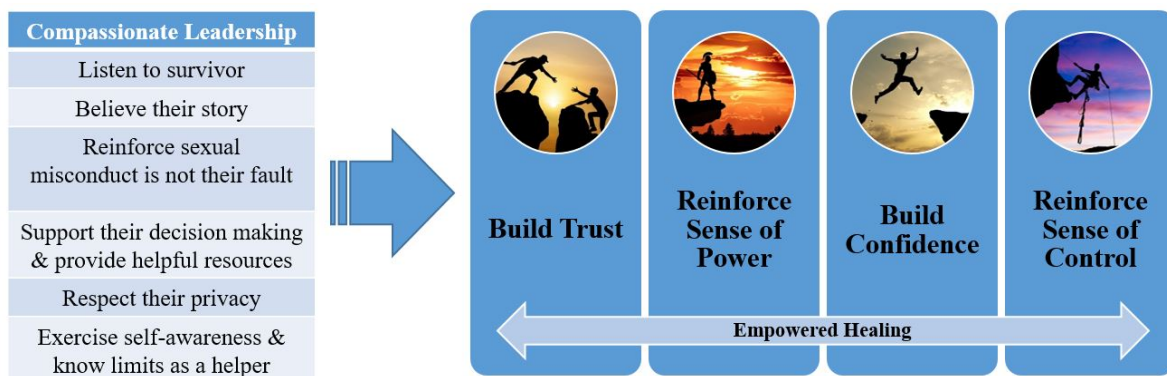 Compassionate Leadership
Listen to survivor
Believe their story
Reinforce sexual
misconduct is not their fault
Support their decision making
& provide helpful resources
Respect their privacy
Exercise self-awareness &
know limits as a helper
Build Trust
Reinforce
Sense of
Power
Build
Confidence
Reinforce
Sense of
Control
Empowered Healing